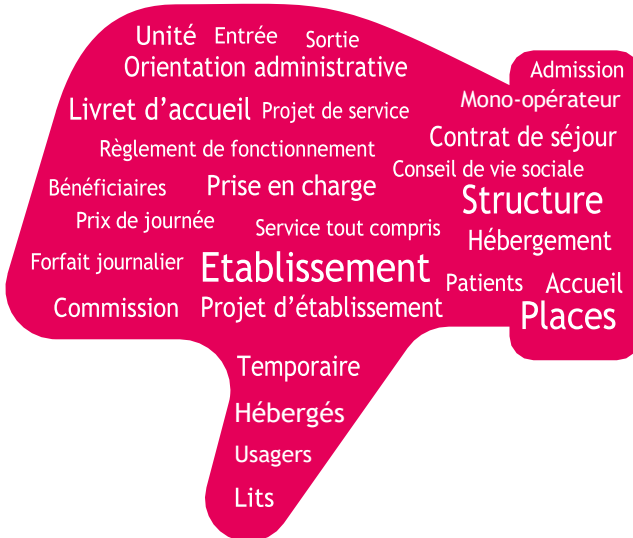 Unité Entrée Sortie
Orientation administrative
Admission
Mono-opérateur
Livret d’accueil Projet de service
Contrat de séjour
Règlement de fonctionnement
Conseil de vie sociale
Bénéficiaires Prise en charge
Structure
Prix de journée Service tout compris
Hébergement
Forfait journalier Etablissement
Patients Accueil
Commission Projet d’établissement
Places
Temporaire
Hébergés
Usagers
Lits